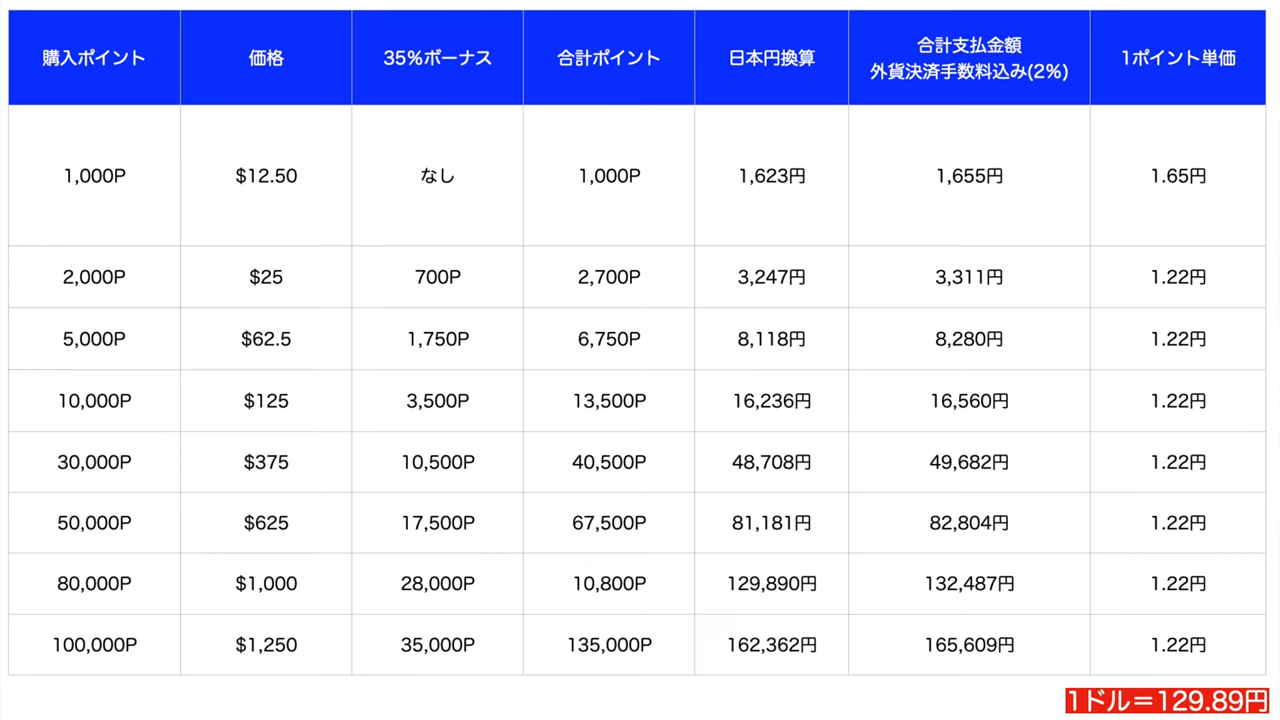 購入ポイント 価格 35%ボーナス 合計ポイント 日本円換算 合計支払金額 1ポイント単価
外貨決済手数料込み(2%)
1,000P $12.50 なし 1,000P 1,623円 1,655円 1.65円
2,000P $25 700P 2,700P 3,247円 3,311円 1.22円
5,000P $62.5 1,750P 6,750P 8,118円 8,280円 1.22円
10,000P $125 3,500P 13,500P 16,236円 16,560円 1.22円
30,000P $375 10,500P 40,500P 48,708円 49,682円 1.22円
50,000P $625 17,500P 67,500P 81,181円 82,804円 1.22円
80,000P $1,000 28,000P 10,800P 129,890円 132,487円 1.22円
100,000P $1,250 35,000P 135,000P 162,362円 165,609円 1.22円
1ドル＝129.89円